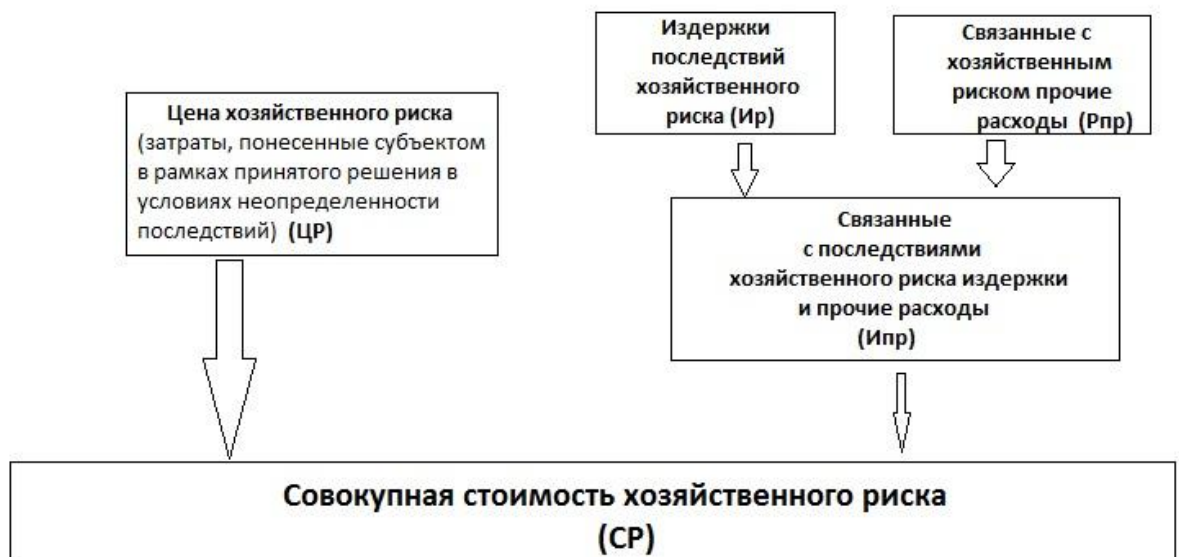 Издержки
последствий
хозяйственного
риска (Ир)
Связанные с
хозяйственным
риском прочие
расходы (Рпр)
Цена хозяйственного риска
(затраты, понесенные субъектом
в рамках принятого решения в
условиях неопределенности
последствий) (ЦР)
Связанные
с последствиями
хозяйственного риска издержки
и прочие расходы
(Ипр)
Совокупная стоимость хозяйственного риска
(СР)